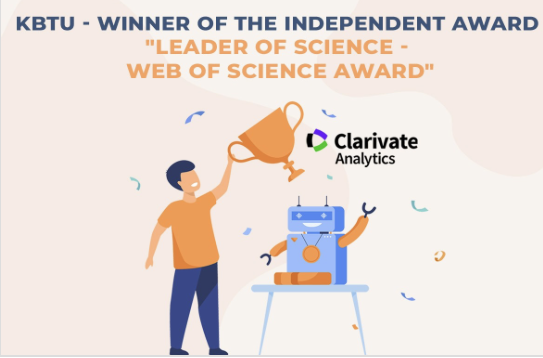 KBTU - WINNER OF THE INDEPENDENT AWARD
"LEADER OF SCIENCE -
WEB OF SCIENCE AWARD"
Clarivate
Analytics